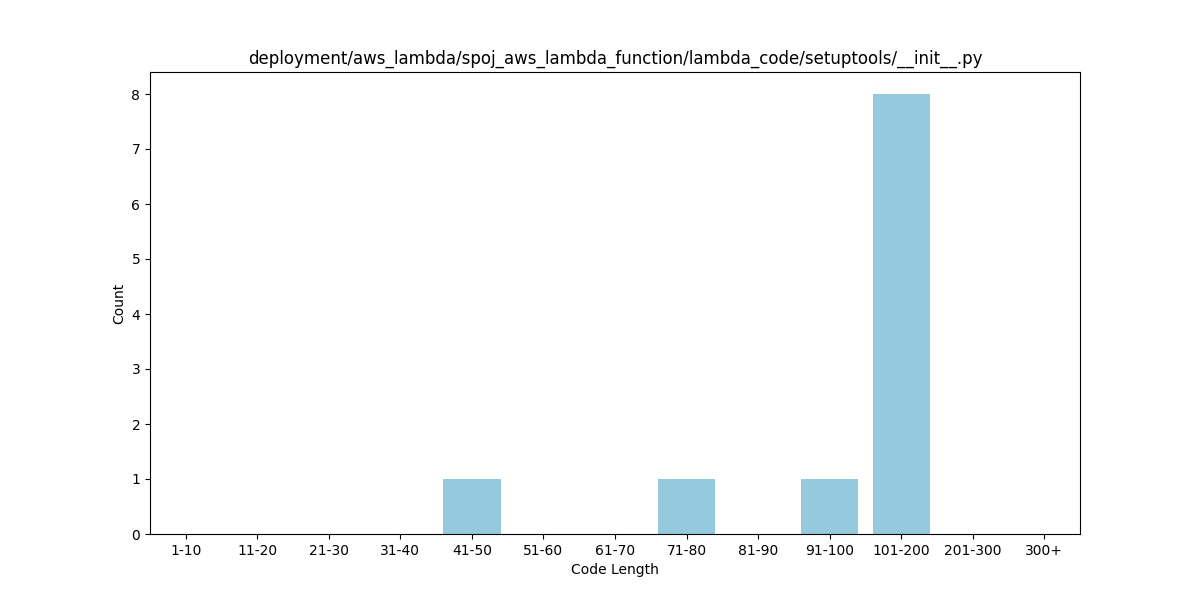 deployment/aws_lambda/spoj_aws_lambda_function/lambda_code/setuptools/__init__.py
8
7
6
5
4
3
2
1
0
Count
1-10 11-20 21-30 31-40 41-50 51-60 61-70 71-80 81-90 91-100 101-200 201-300 300+
Code Length